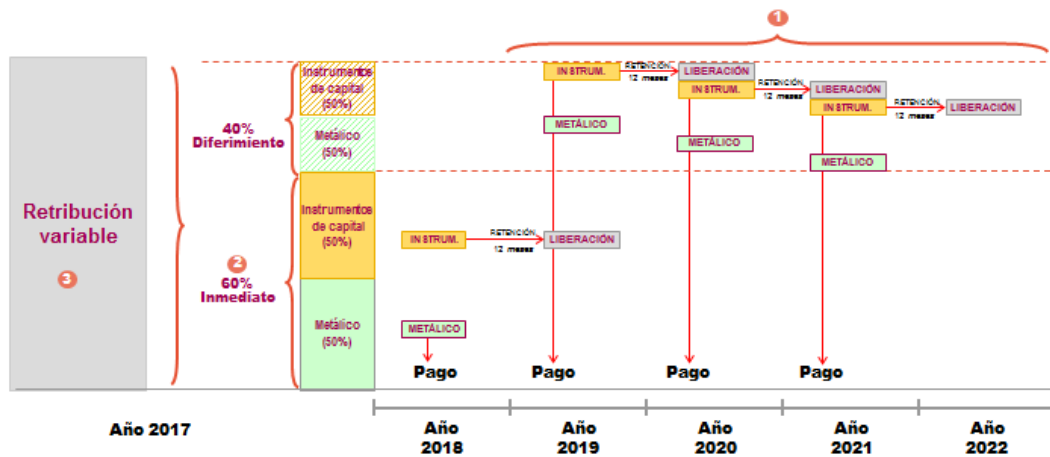 1
Retribución
variable
3
40%
Diferimiento
2
60%
Inmediato
Instrumentos
de capital
(50%)
Metálico
(50%)
Instrumentos
de capital
(50%)
Metálico
(50%)
INSTRUM.
RETENCIÓN
12 meses
LIBERACIÓN
INSTRUM.
RETENCIÓN
12 meses
LIBERACIÓN
INSTRUM.
RETENCIÓN
12 meses
LIBERACIÓN
METÁLICO
METÁLICO
METÁLICO
INSTRUM.
RETENCIÓN
12 meses
LIBERACIÓN
METÁLICO
Pago
Pago
Pago
Pago
Año 2017
Año
2018
Año
2019
Año
2020
Año
2021
Año
2022